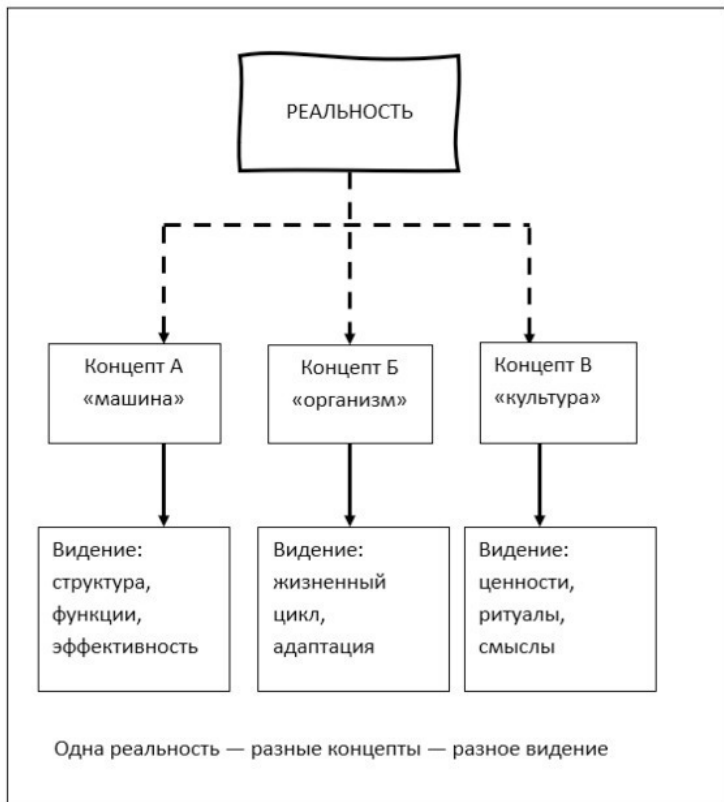 РЕАЛЬНОСТЬ
Концепт А
«машина»
Концепт Б
«организм»
Концепт В
«культура»
Видение:
структура,
функции,
эффективность
Видение:
жизненный
цикл,
адаптация
Видение:
ценности,
ритуалы,
смыслы
Одна реальность — разные концепты — разное видение